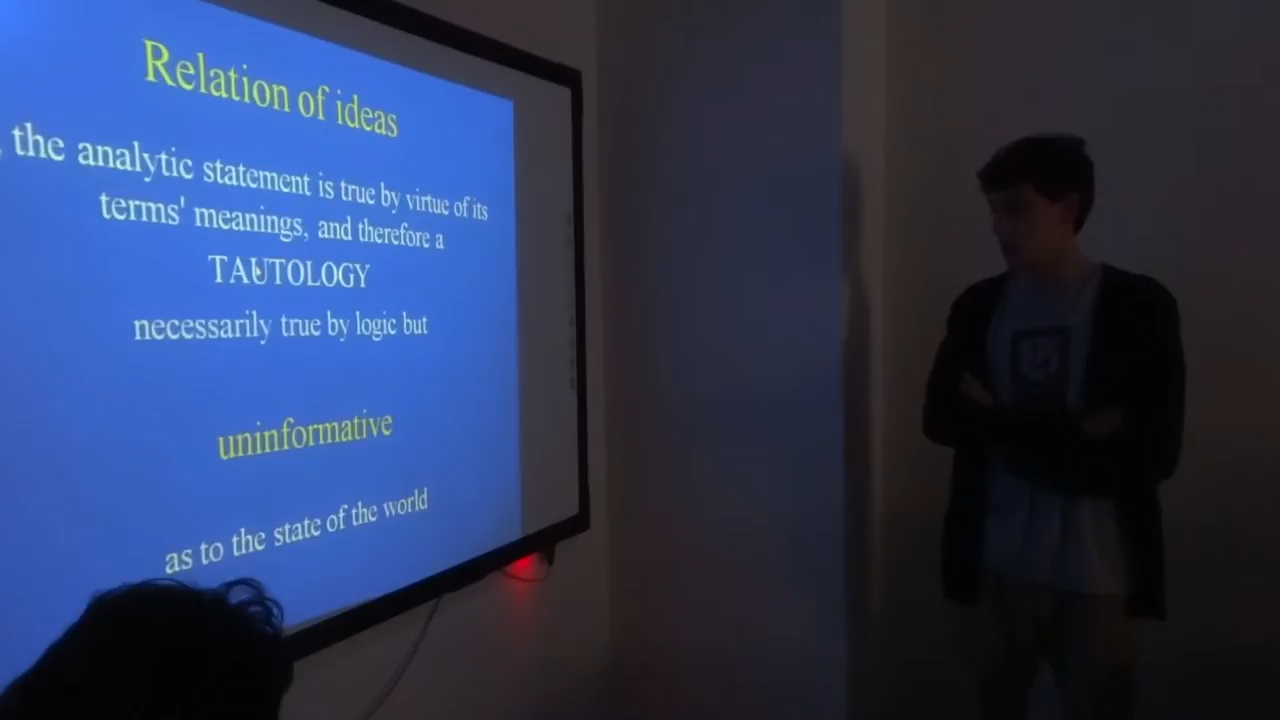 Relation of ideas
, the analytic statement is true by virtue of its
terms' meanings, and therefore a
TAUTOLOGY
necessarily true by logic but
uninformative
as to the state of the world